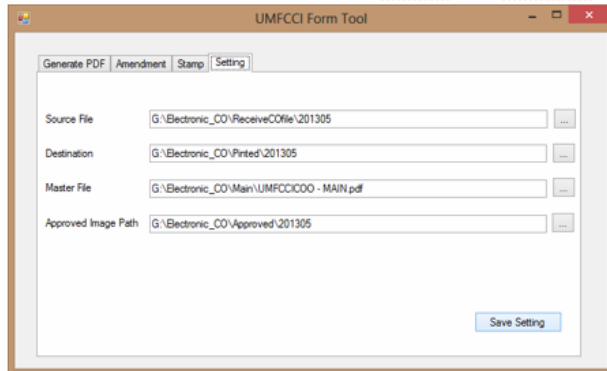 UMFCCI Form Tool
Generate PDF Amendment Stamp Setting
Source File G:\Electronic_CO\ReceiveCOfile\201305 ...
Destination G:\Electronic_CO\Pinted\201305 ...
Master File G:\Electronic_CO\Main\UMFCCICOO - MAIN.pdf ...
Approved Image Path G:\Electronic_CO\Approved\201305 ...
Save Setting